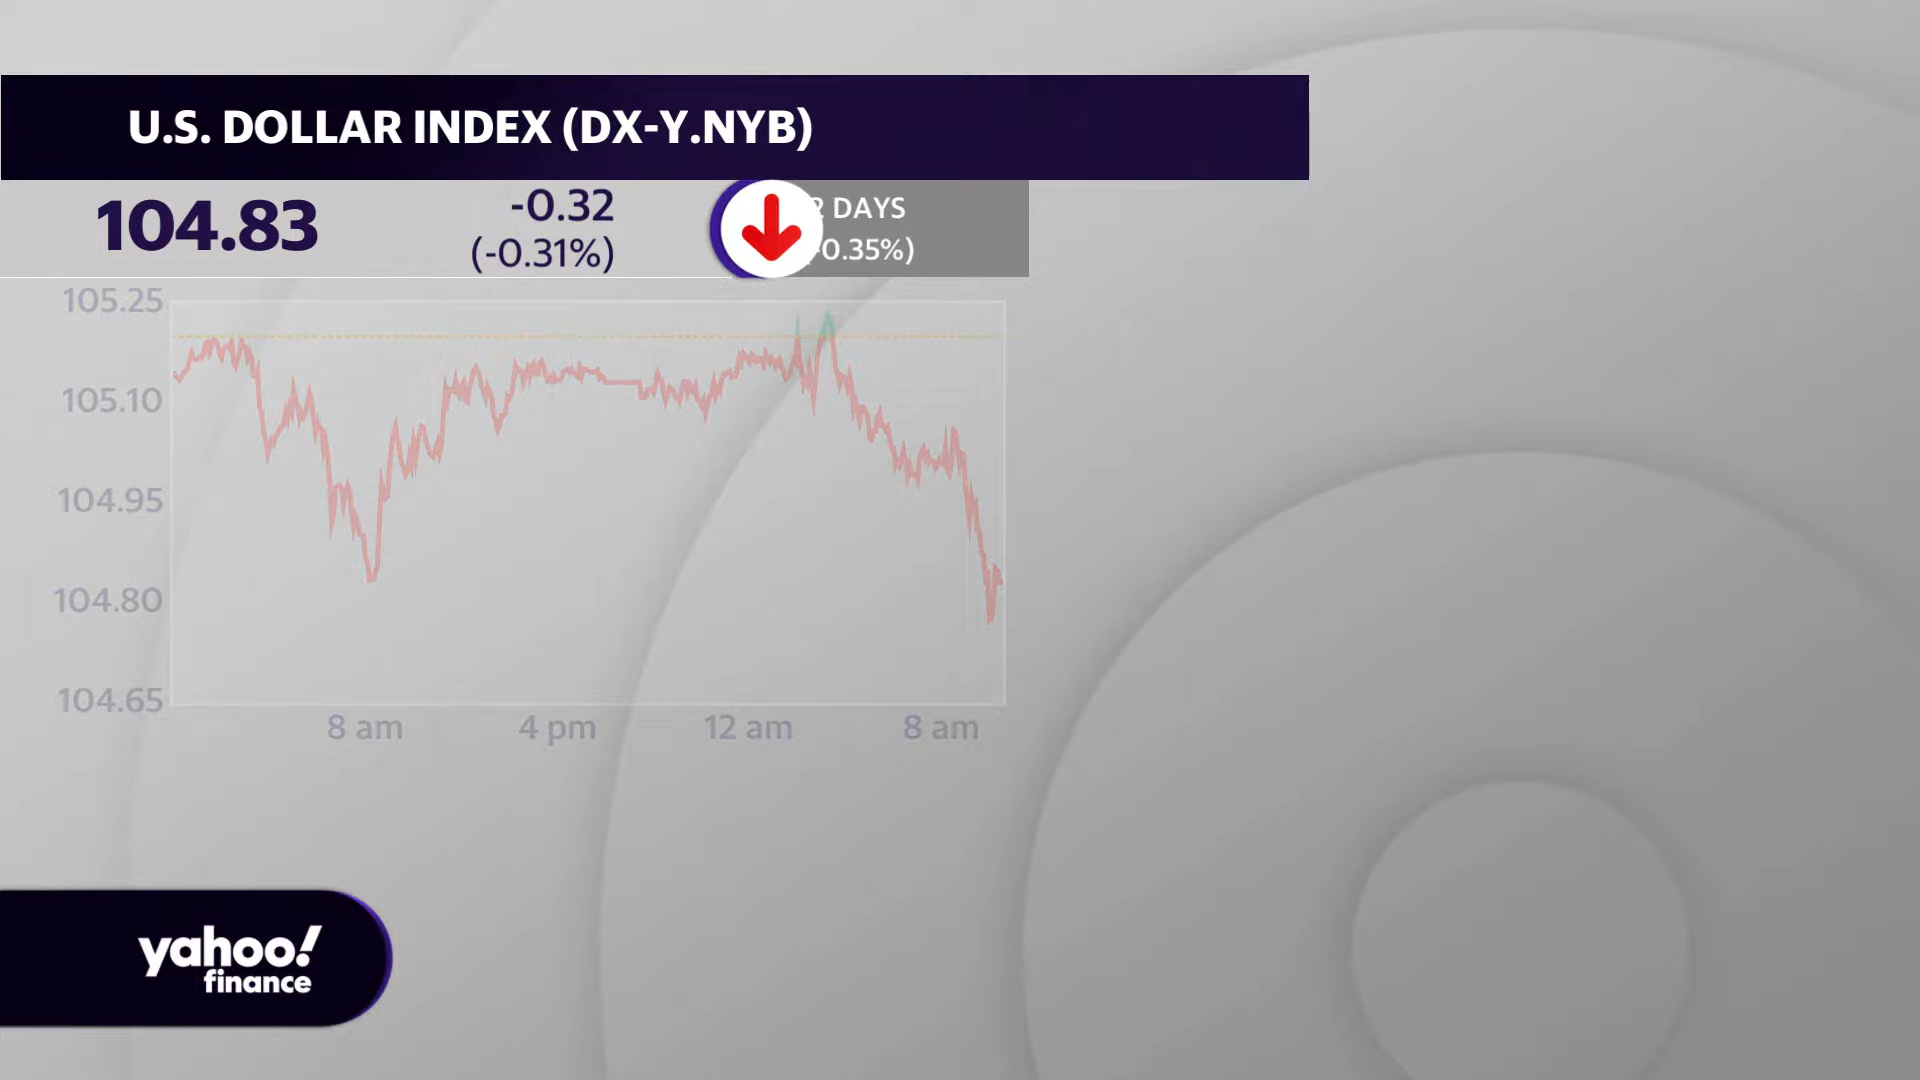 U.S. DOLLAR INDEX (DX-Y.NYB)
104.83
-0.32
(-0.31%)
2 DAYS
-0.35%)
105.25
105.10
104.95
104.80
104.65
8 am
4 pm
12 am
8 am
yahoo!
finance